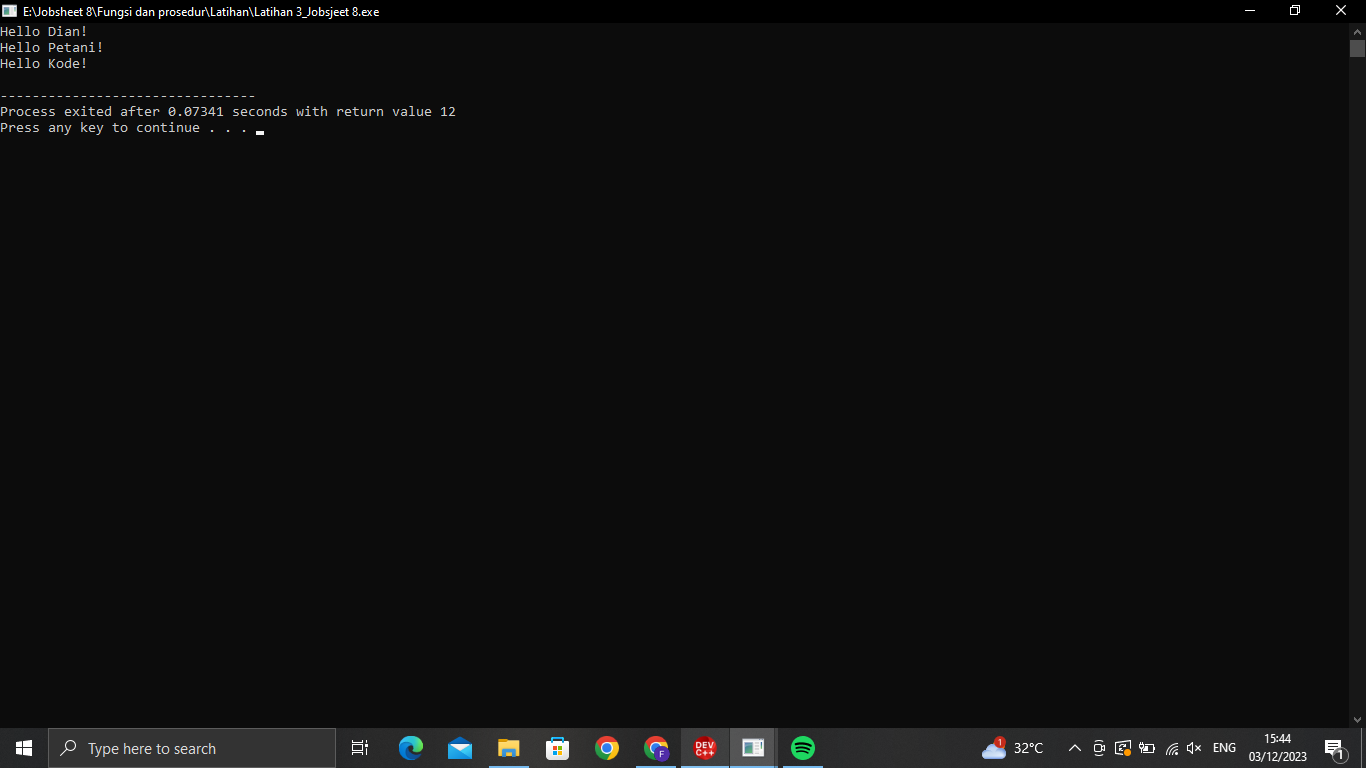 E:\Jobsheet 8\Fungsi dan prosedur\Latihan\Latihan 3_Jobsjeet 8.exe
Hello Dian!
Hello Petani!
Hello Kode!
--------------------------------
Process exited after 0.07341 seconds with return value 12
Press any key to continue . . .
Type here to search
DEV
C++
F
1
32°C
ENG
15:44
03/12/2023
1